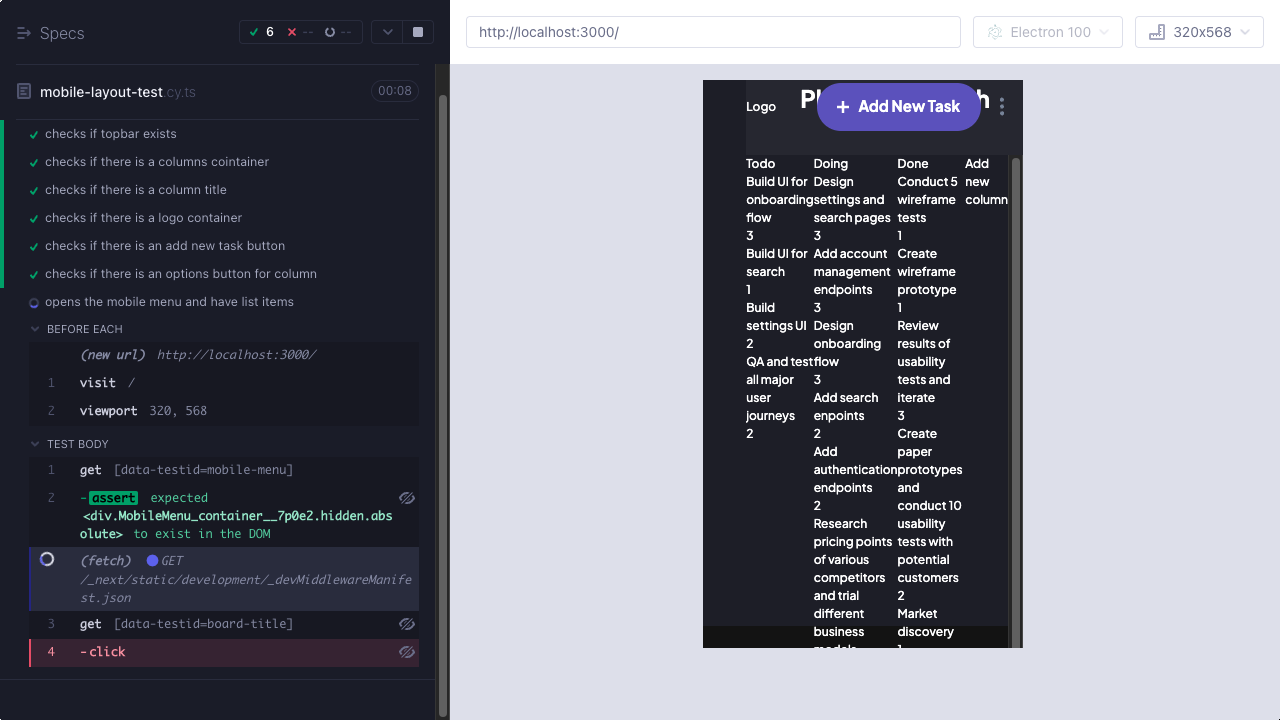 Specs
6
--
--
http://localhost:3000/
Electron 100
320x568
mobile-layout-test.cy.ts
00:08
checks if topbar exists
checks if there is a columns cointainer
checks if there is a column title
checks if there is a logo container
checks if there is an add new task button
checks if there is an options button for column
opens the mobile menu and have list items
BEFORE EACH
(new url) http://localhost:3000/
1 visit /
2 viewport 320, 568
TEST BODY
1 get [data-testid=mobile-menu]
2 -assert expected
<div.MobileMenu_container__7p0e2.hidden.abs
olute> to exist in the DOM
(fetch) GET
/_next/static/development/_devMiddlewareManife
st.json
3 get [data-testid=board-title]
4 -click
Logo
+ Add New Task
Todo
Build UI for
onboarding
flow
3
Build UI for
search
1
Build
settings UI
2
QA and test
all major
user
journeys
2
Doing
Design
settings and
search pages
3
Add account
management
endpoints
3
Design
onboarding
flow
3
Add search
enpoints
2
Add
authentication
endpoints
2
Research
pricing points
of various
competitors
and trial
different
business
models
Done
Conduct 5
wireframe
tests
1
Create
wireframe
prototype
1
Review
results of
usability
tests and
iterate
3
Create
paper
prototypes
and
conduct 10
usability
tests with
potential
customers
2
Market
discovery
1
Add
new
column